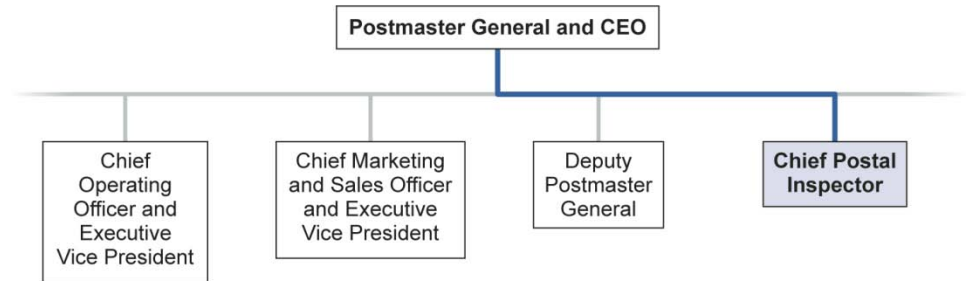 Postmaster General and CEO
Chief
Operating
Officer and
Executive
Vice President
Chief Marketing
and Sales Officer
and Executive
Vice President
Deputy
Postmaster
General
Chief Postal
Inspector